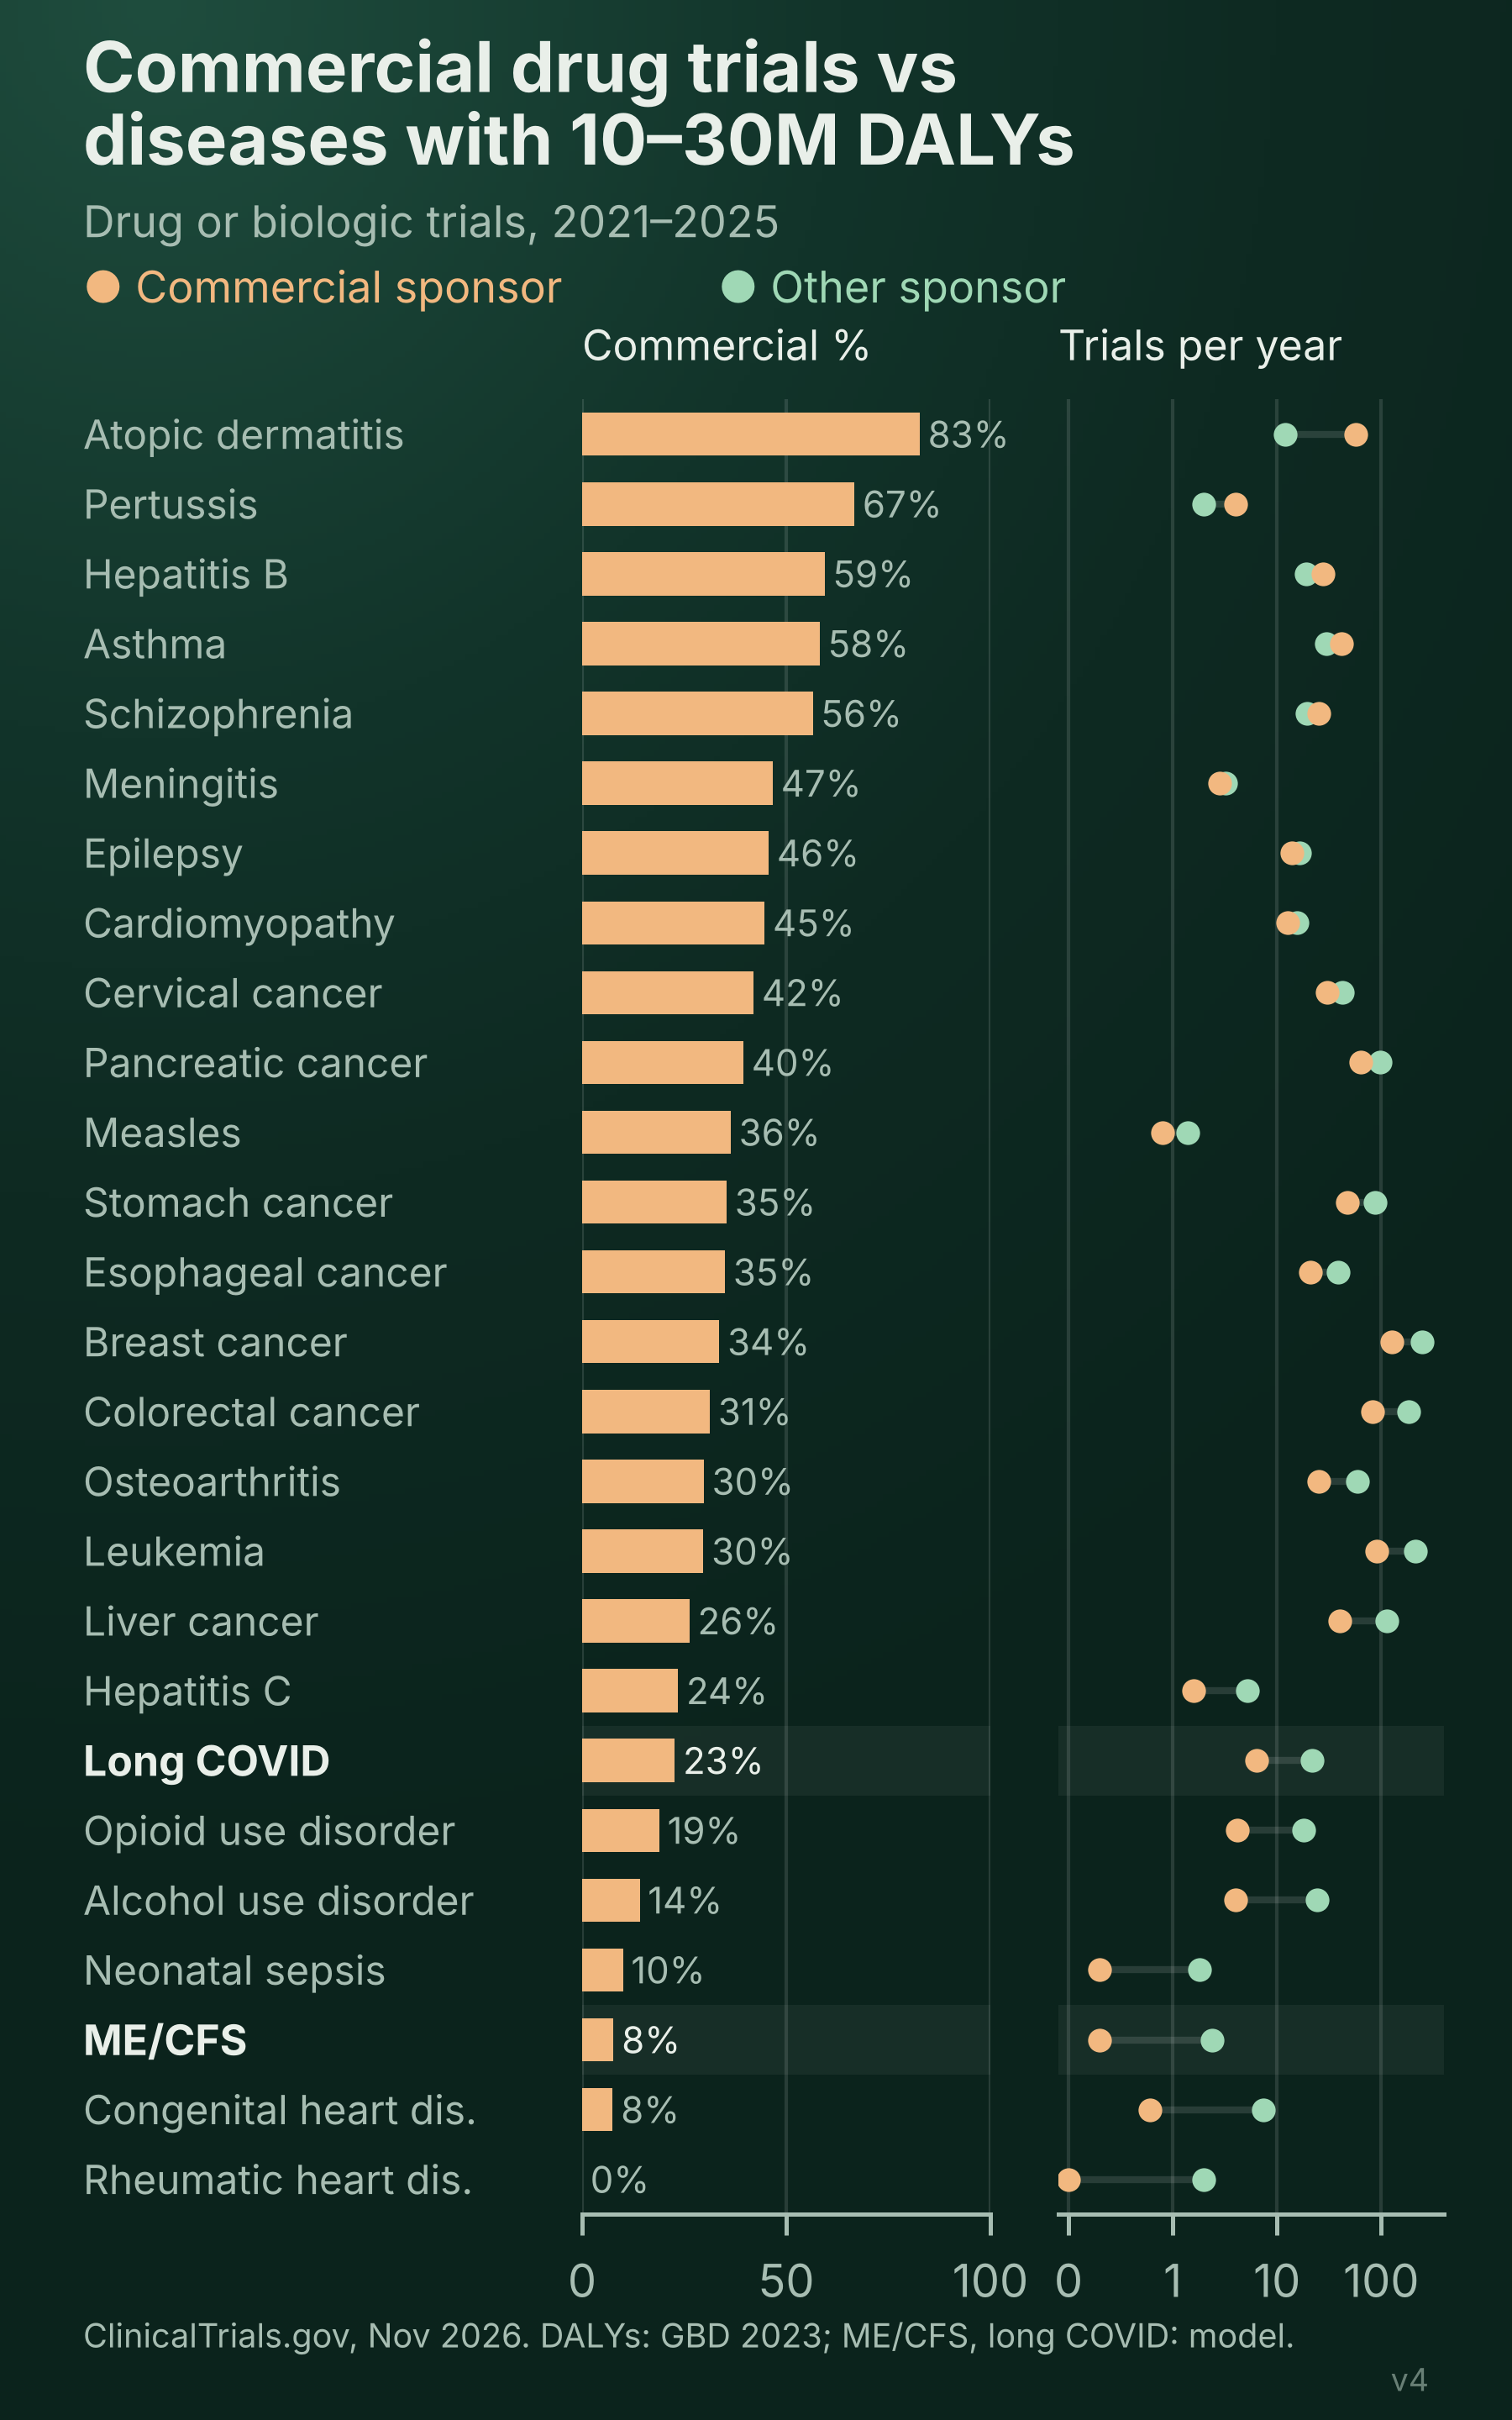 Commercial drug trials vs
diseases with 10–30M DALYs
Drug or biologic trials, 2021–2025
Commercial sponsor Other sponsor
Commercial % Trials per year
Atopic dermatitis 83%
Pertussis 67%
Hepatitis B 59%
Asthma 58%
Schizophrenia 56%
Meningitis 47%
Epilepsy 46%
Cardiomyopathy 45%
Cervical cancer 42%
Pancreatic cancer 40%
Measles 36%
Stomach cancer 35%
Esophageal cancer 35%
Breast cancer 34%
Colorectal cancer 31%
Osteoarthritis 30%
Leukemia 30%
Liver cancer 26%
Hepatitis C 24%
Long COVID 23%
Opioid use disorder 19%
Alcohol use disorder 14%
Neonatal sepsis 10%
ME/CFS 8%
Congenital heart dis. 8%
Rheumatic heart dis. 0%
0 50 100 0 1 10 100
ClinicalTrials.gov, Nov 2026. DALYs: GBD 2023; ME/CFS, long COVID: model.
v4